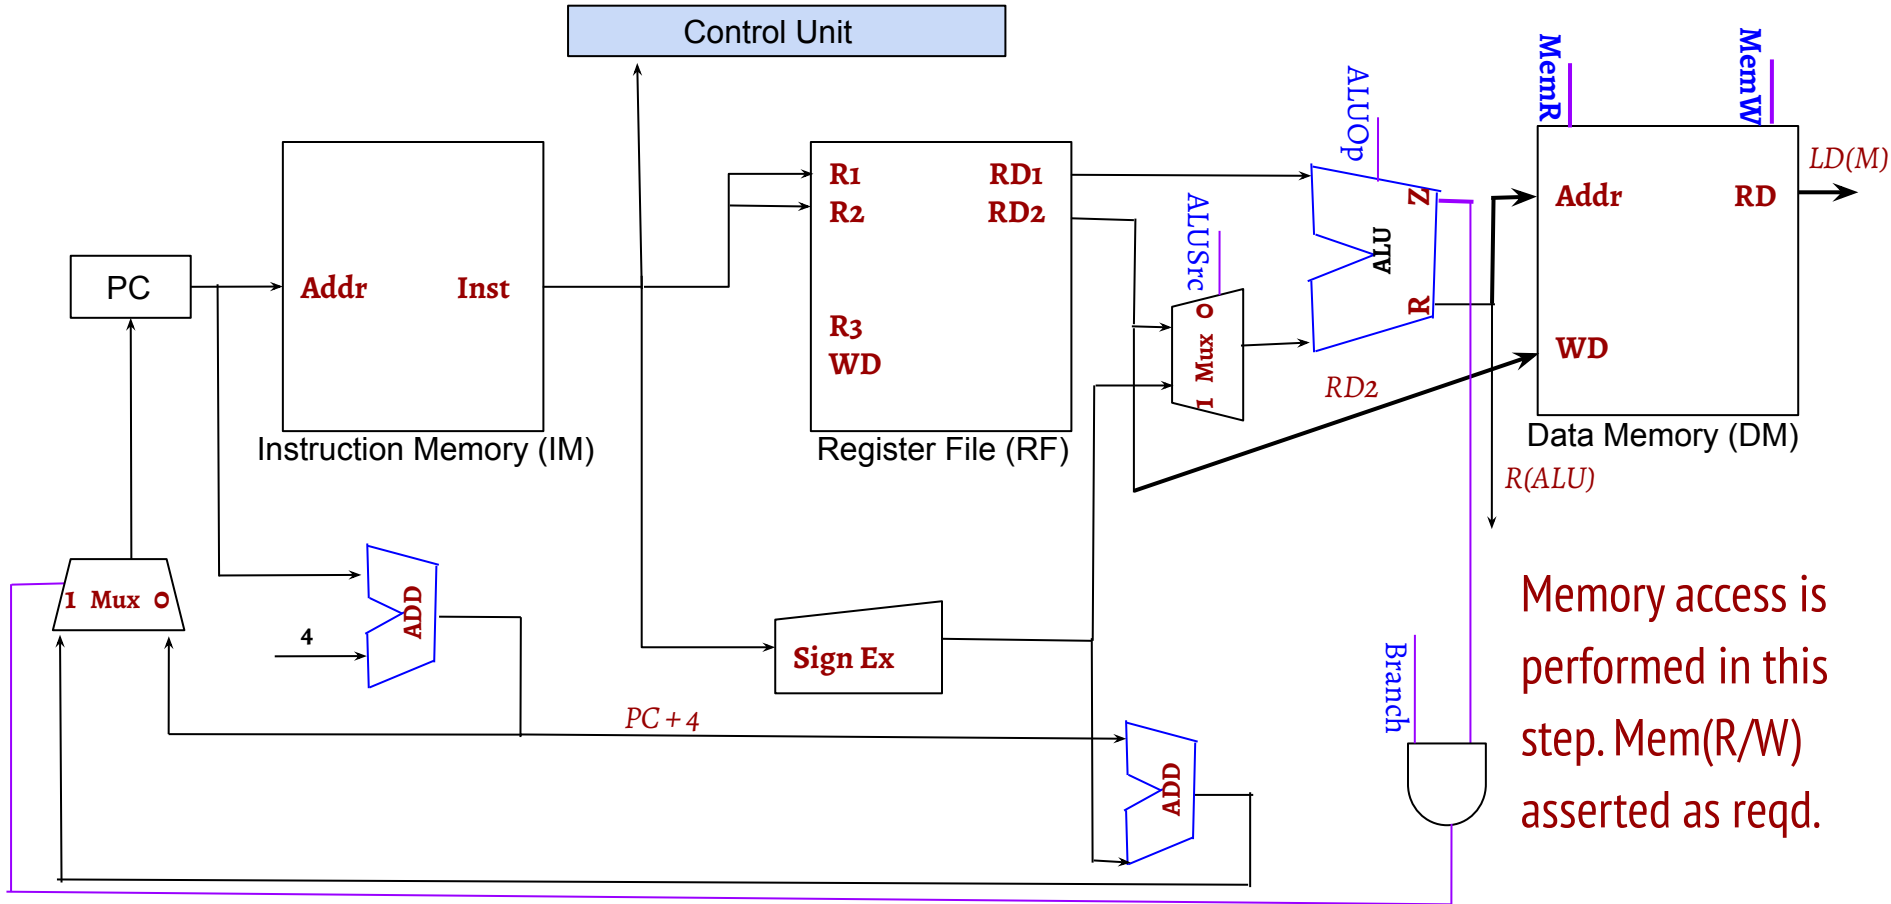 Control Unit
MemR
MemW
ALUOp
LD(M)
R1
RD1
R2
RD2
Z
Addr
RD
ALUSrc
ALU
PC
Addr
Inst
R
R3
WD
1 Mux 0
WD
RD2
Instruction Memory (IM)
Register File (RF)
Data Memory (DM)
R(ALU)
1 Mux 0
ADD
4
Sign Ex
Branch
PC+4
ADD
Memory access is
performed in this
step. Mem(R/W)
asserted as reqd.